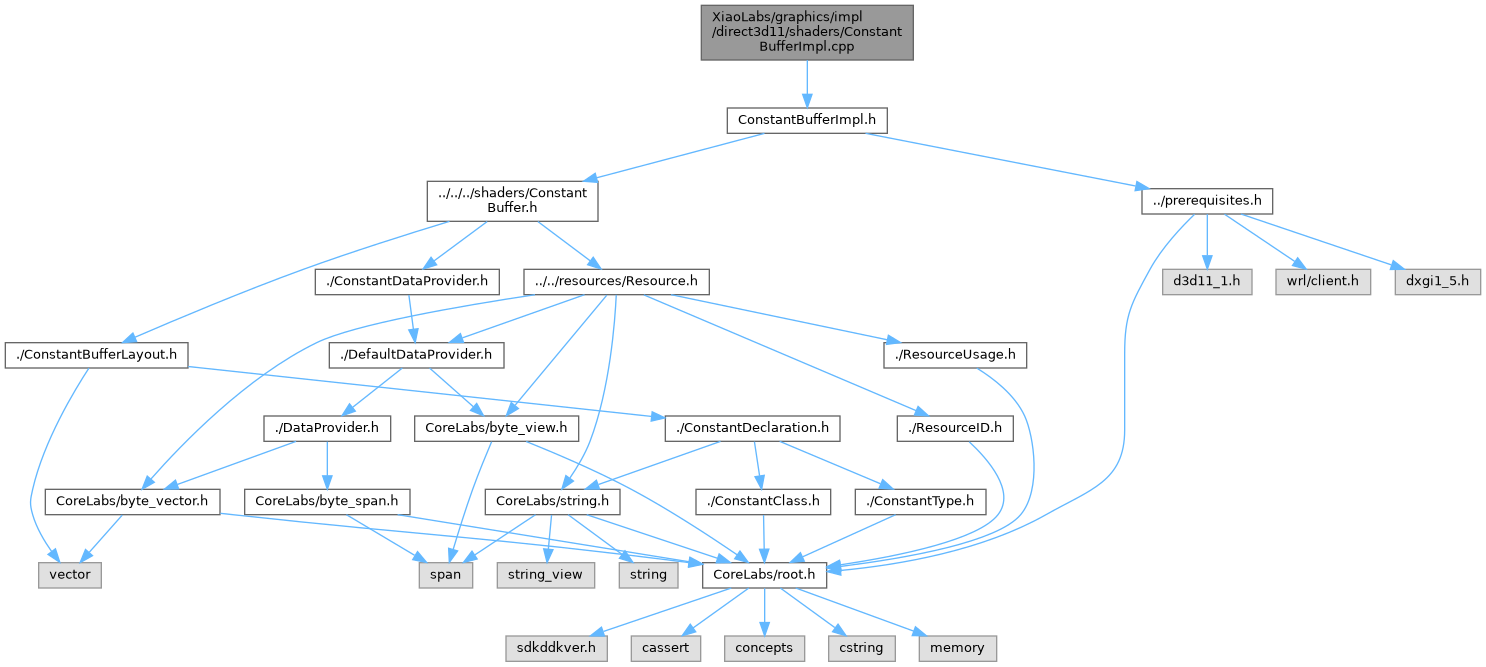 XiaoLabs/graphics/impl
/direct3d11/shaders/Constant
BufferImpl.cpp
ConstantBufferImpl.h
../../../shaders/Constant
Buffer.h
../prerequisites.h
./ConstantDataProvider.h
../../resources/Resource.h
d3d11_1.h
wrl/client.h
dxgi1_5.h
./ConstantBufferLayout.h
./DefaultDataProvider.h
./ResourceUsage.h
./DataProvider.h
CoreLabs/byte_view.h
./ConstantDeclaration.h
./ResourceID.h
CoreLabs/byte_vector.h
CoreLabs/byte_span.h
CoreLabs/string.h
./ConstantClass.h
./ConstantType.h
vector
span
string_view
string
CoreLabs/root.h
sdkddkver.h
cassert
concepts
cstring
memory